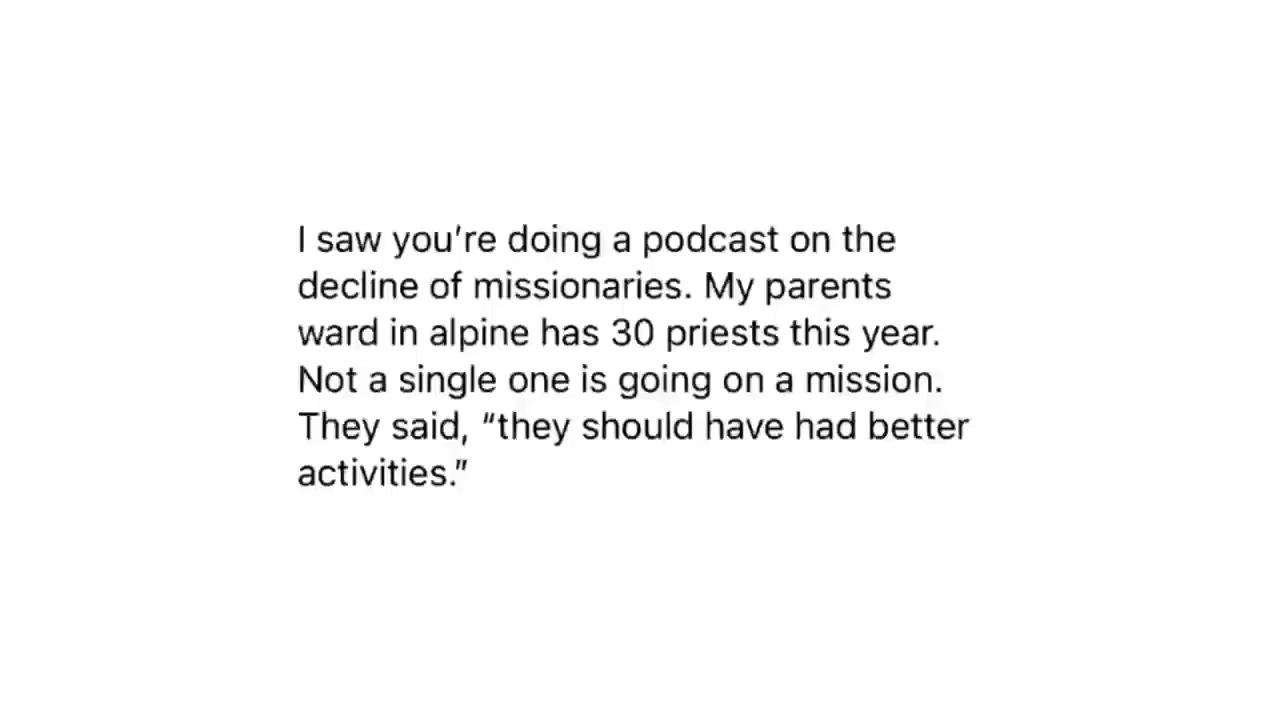 I saw you’re doing a podcast on the
decline of missionaries. My parents
ward in alpine has 30 priests this year.
Not a single one is going on a mission.
They said, “they should have had better
activities.”